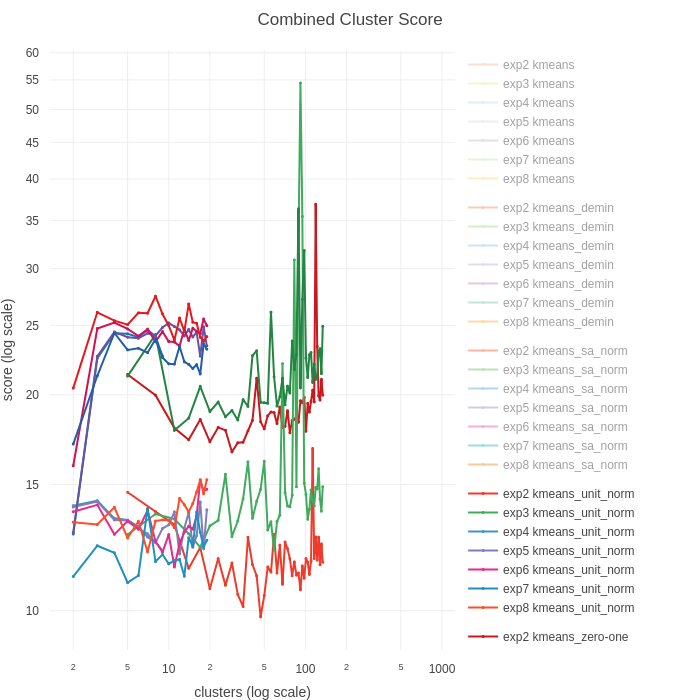 Combined Cluster Score
60
55
50
45
40
35
30
25
20
15
10
score (log scale)
2
5
10
2
5
100
2
5
1000
clusters (log scale)
exp2 kmeans
exp3 kmeans
exp4 kmeans
exp5 kmeans
exp6 kmeans
exp7 kmeans
exp8 kmeans
exp2 kmeans_demin
exp3 kmeans_demin
exp4 kmeans_demin
exp5 kmeans_demin
exp6 kmeans_demin
exp7 kmeans_demin
exp8 kmeans_demin
exp2 kmeans_sa_norm
exp3 kmeans_sa_norm
exp4 kmeans_sa_norm
exp5 kmeans_sa_norm
exp6 kmeans_sa_norm
exp7 kmeans_sa_norm
exp8 kmeans_sa_norm
exp2 kmeans_unit_norm
exp3 kmeans_unit_norm
exp4 kmeans_unit_norm
exp5 kmeans_unit_norm
exp6 kmeans_unit_norm
exp7 kmeans_unit_norm
exp8 kmeans_unit_norm
exp2 kmeans_zero-one